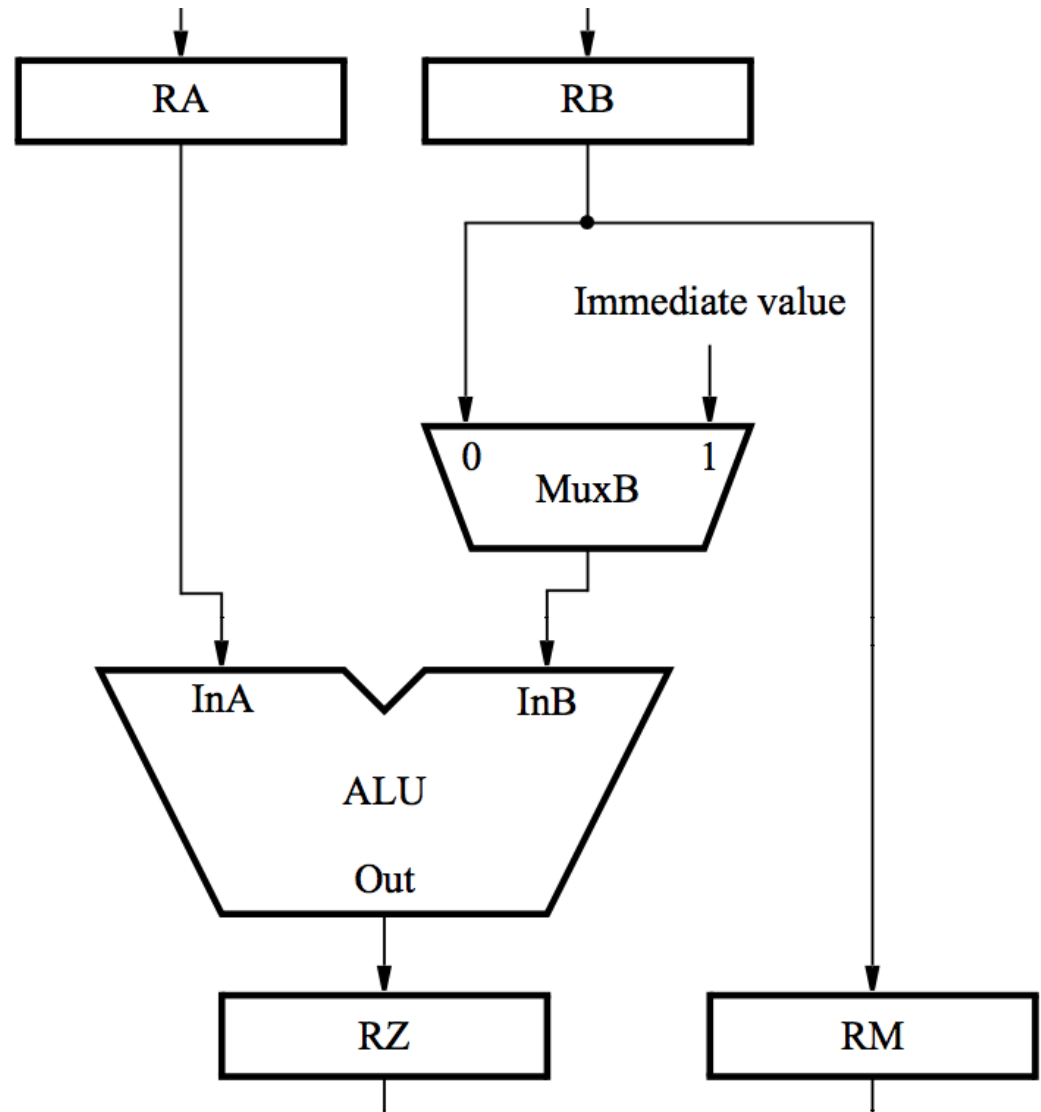 RA
RB
Immediate value
0
1
MuxB
InA
InB
ALU
Out
RZ
RM